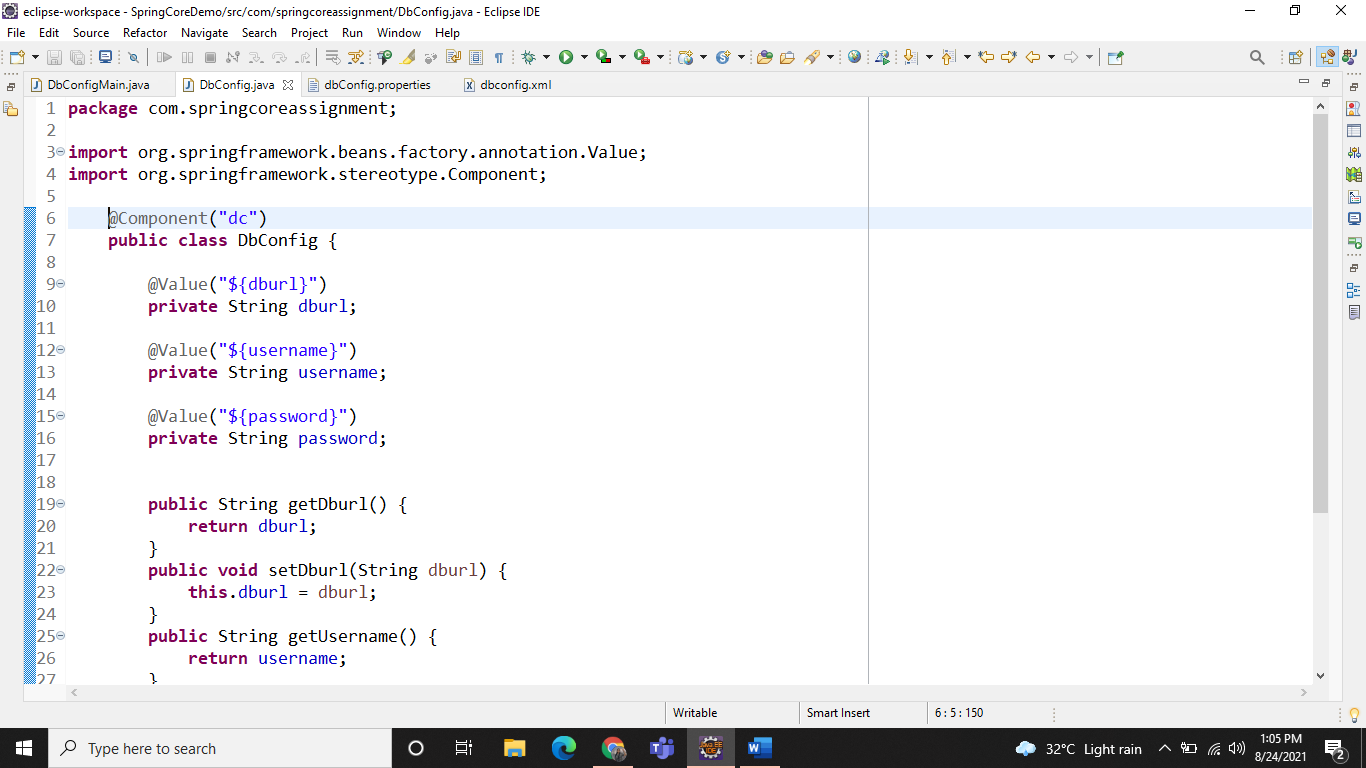 eclipse-workspace - SpringCoreDemo/src/com/springcoreassignment/DbConfig.java - Eclipse IDE
File Edit Source Refactor Navigate Search Project Run Window Help
DbConfigMain.java DbConfig.java dbConfig.properties dbconfig.xml
1 package com.springcoreassignment;
2
3 import org.springframework.beans.factory.annotation.Value;
4 import org.springframework.stereotype.Component;
5
6 @Component("dc")
7 public class DbConfig {
8
9 @Value("${dburl}")
10 private String dburl;
11
12 @Value("${username}")
13 private String username;
14
15 @Value("${password}")
16 private String password;
17
18
19 public String getDburl() {
20 return dburl;
21 }
22 public void setDburl(String dburl) {
23 this.dburl = dburl;
24 }
25 public String getUsername() {
26 return username;
27 }
Writable Smart Insert 6 : 5 : 150
Type here to search
32°C Light rain
1:05 PM
8/24/2021
2